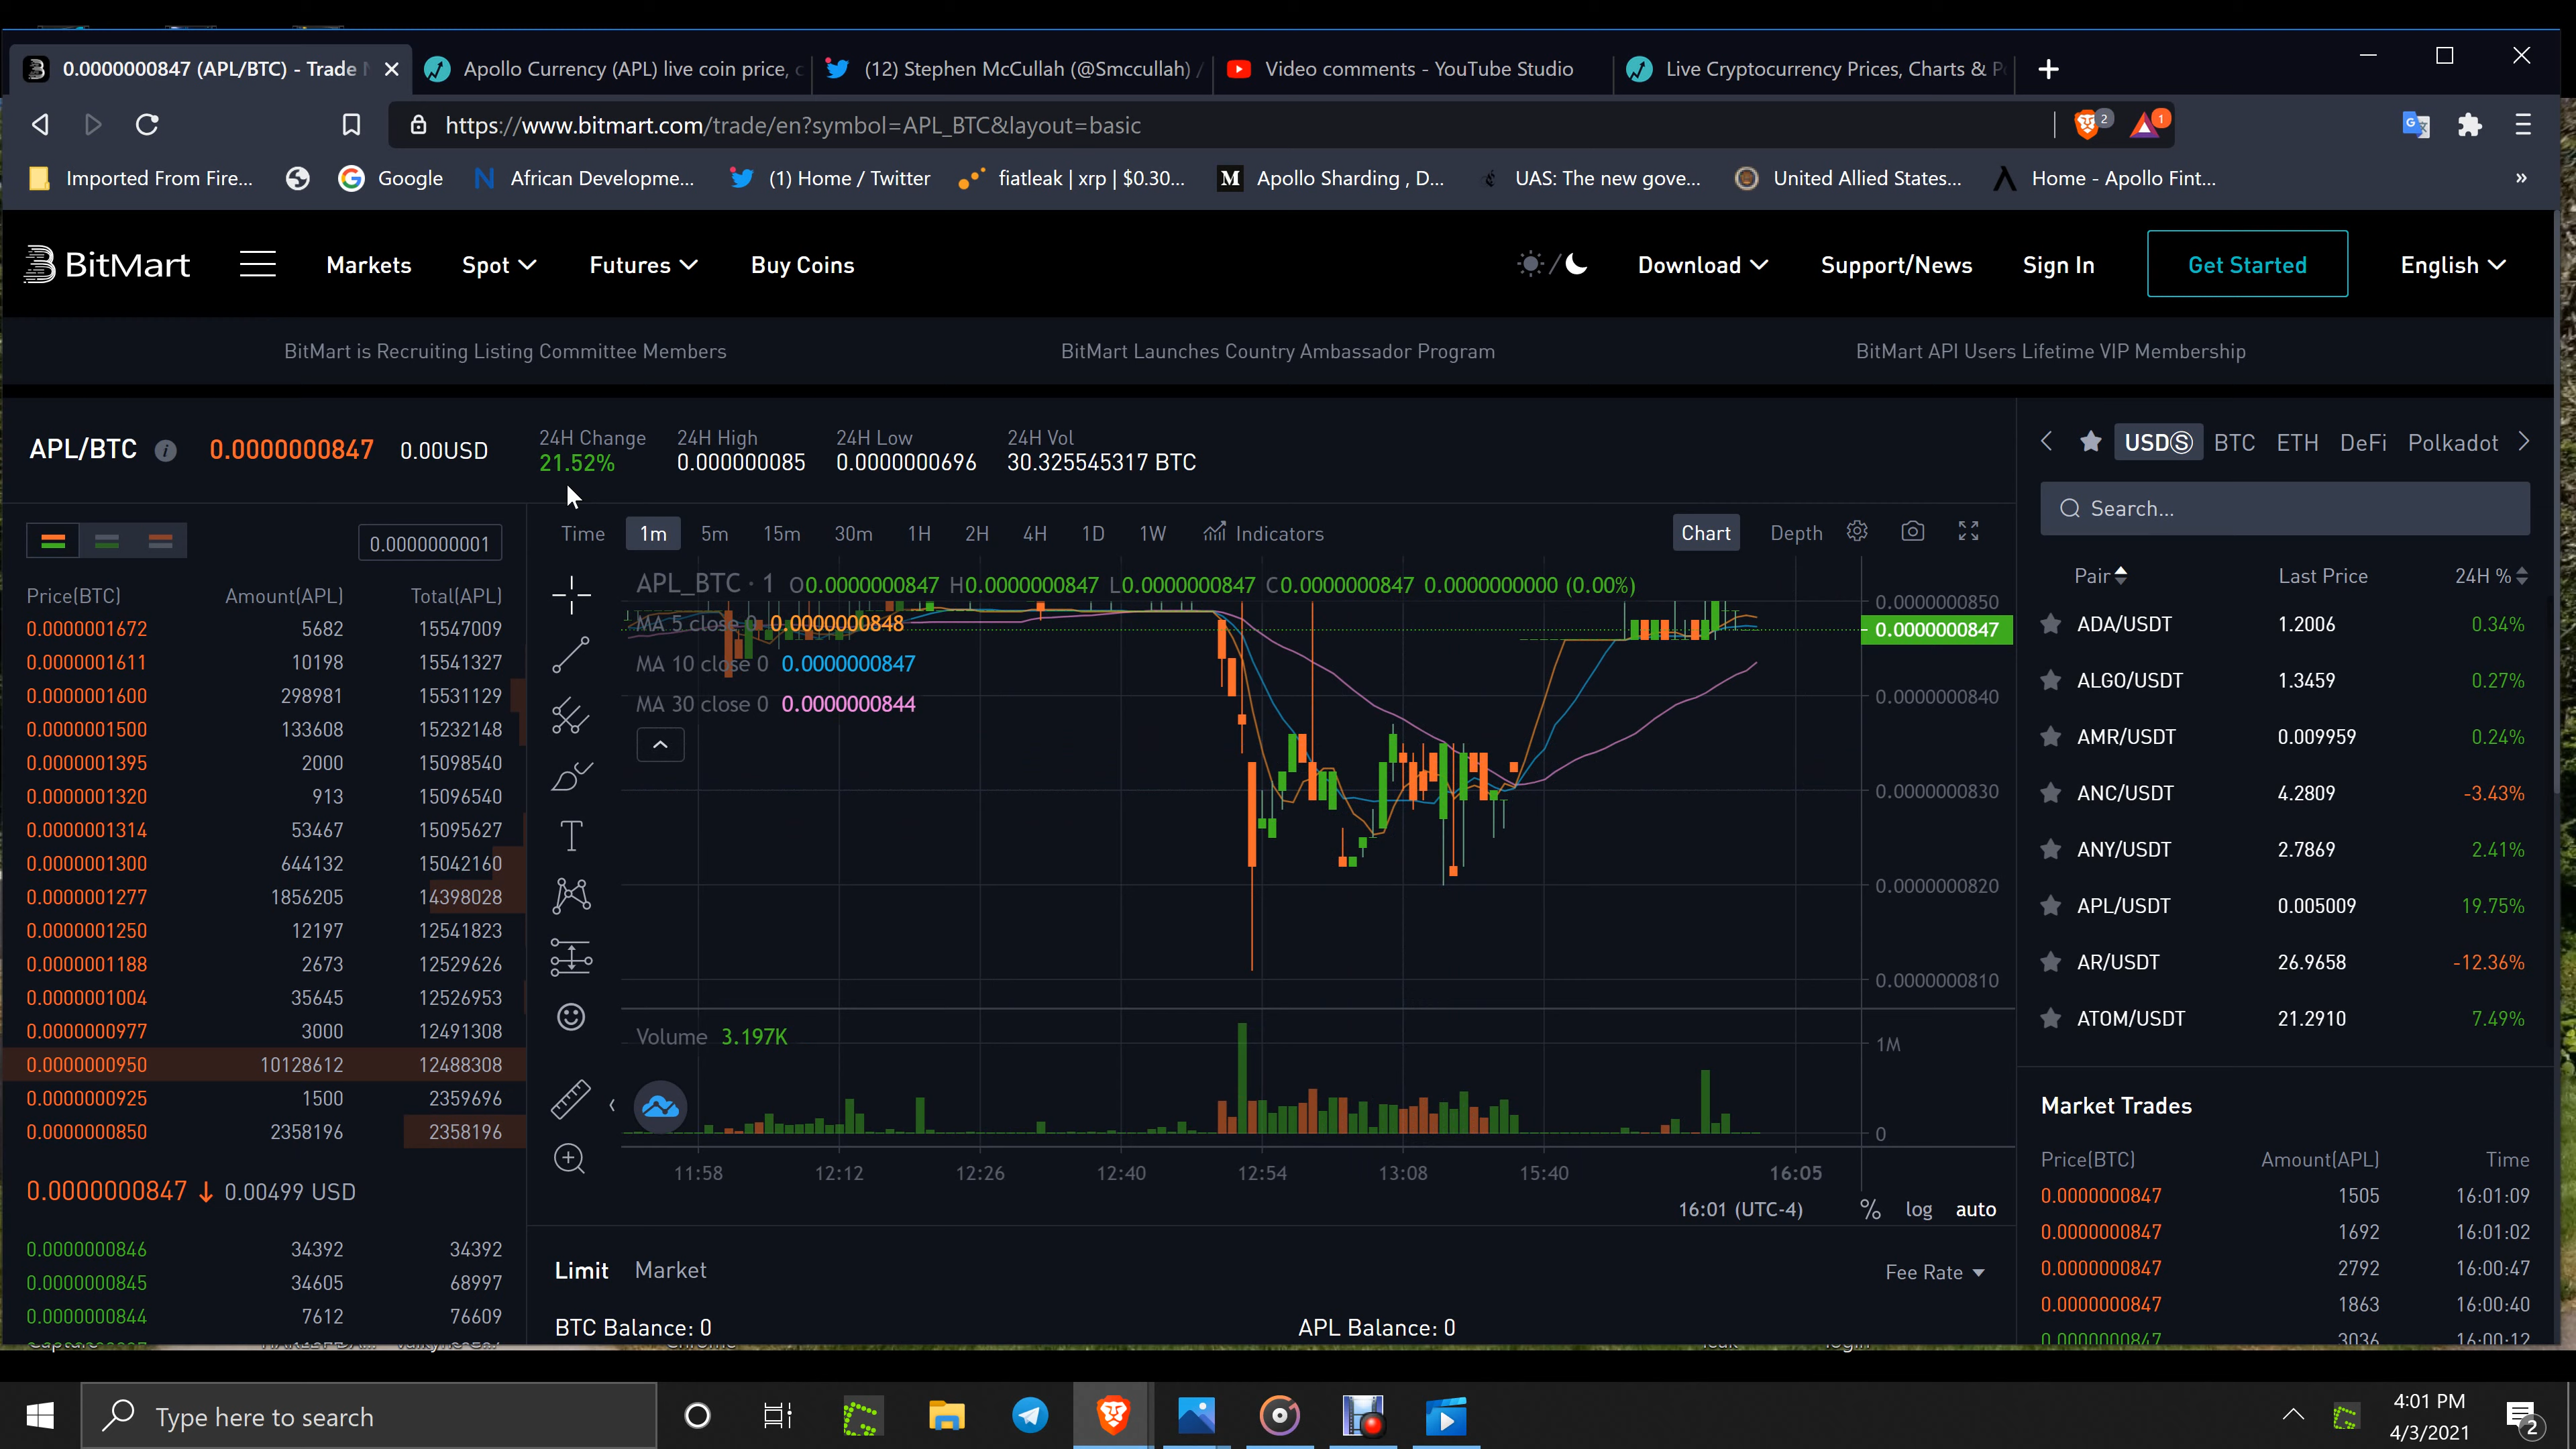 0.0000000847 (APL/BTC) - Trade
Apollo Currency (APL) live coin price, c
(12) Stephen McCullah (@Smccullah) /
Video comments - YouTube Studio
Live Cryptocurrency Prices, Charts & P
https://www.bitmart.com/trade/en?symbol=APL_BTC&layout=basic
2
1
Imported From Fire...
Google
African Developme...
(1) Home / Twitter
fiatleak | xrp | $0.30...
Apollo Sharding , D...
UAS: The new gove...
United Allied States...
Home - Apollo Fint...
»
BitMart
Markets
Spot
Futures
Buy Coins
Download
Support/News
Sign In
Get Started
English
BitMart is Recruiting Listing Committee Members
BitMart Launches Country Ambassador Program
BitMart API Users Lifetime VIP Membership
APL/BTC
0.0000000847
0.00USD
24H Change
21.52%
24H High
0.000000085
24H Low
0.0000000696
24H Vol
30.325545317 BTC
USDⓈ BTC ETH DeFi Polkadot
Search...
0.0000000001
Time 1m 5m 15m 30m 1H 2H 4H 1D 1W Indicators
Chart Depth
Price(BTC) Amount(APL) Total(APL)
0.0000001672 5682 15547009
0.0000001611 10198 15541327
0.0000001600 298981 15531129
0.0000001500 133608 15232148
0.0000001395 2000 15098540
0.0000001320 913 15096540
0.0000001314 53467 15095627
0.0000001300 644132 15042160
0.0000001277 1856205 14398028
0.0000001250 12197 12541823
0.0000001188 2673 12529626
0.0000001004 35645 12526953
0.0000000977 3000 12491308
0.0000000950 10128612 12488308
0.0000000925 1500 2359696
0.0000000850 2358196 2358196
0.0000000847 ↓ 0.00499 USD
0.0000000846 34392 34392
0.0000000845 34605 68997
0.0000000844 7612 76609
APL_BTC · 1 O0.0000000847 H0.0000000847 L0.0000000847 C0.0000000847 0.0000000000 (0.00%)
MA 5 close 0 0.0000000848
MA 10 close 0 0.0000000847
MA 30 close 0 0.0000000844
0.0000000850
0.0000000847
0.0000000840
0.0000000830
0.0000000820
0.0000000810
Volume 3.197K
1M
0
11:58 12:12 12:26 12:40 12:54 13:08 15:40 16:05
16:01 (UTC-4) % log auto
Limit Market
Fee Rate
BTC Balance: 0
APL Balance: 0
Pair Last Price 24H %
ADA/USDT 1.2006 0.34%
ALGO/USDT 1.3459 0.27%
AMR/USDT 0.009959 0.24%
ANC/USDT 4.2809 -3.43%
ANY/USDT 2.7869 2.41%
APL/USDT 0.005009 19.75%
AR/USDT 26.9658 -12.36%
ATOM/USDT 21.2910 7.49%
Market Trades
Price(BTC) Amount(APL) Time
0.0000000847 1505 16:01:09
0.0000000847 1692 16:01:02
0.0000000847 2792 16:00:47
0.0000000847 1863 16:00:40
0.0000000847 3036 16:00:12
Type here to search
4:01 PM
4/3/2021
2